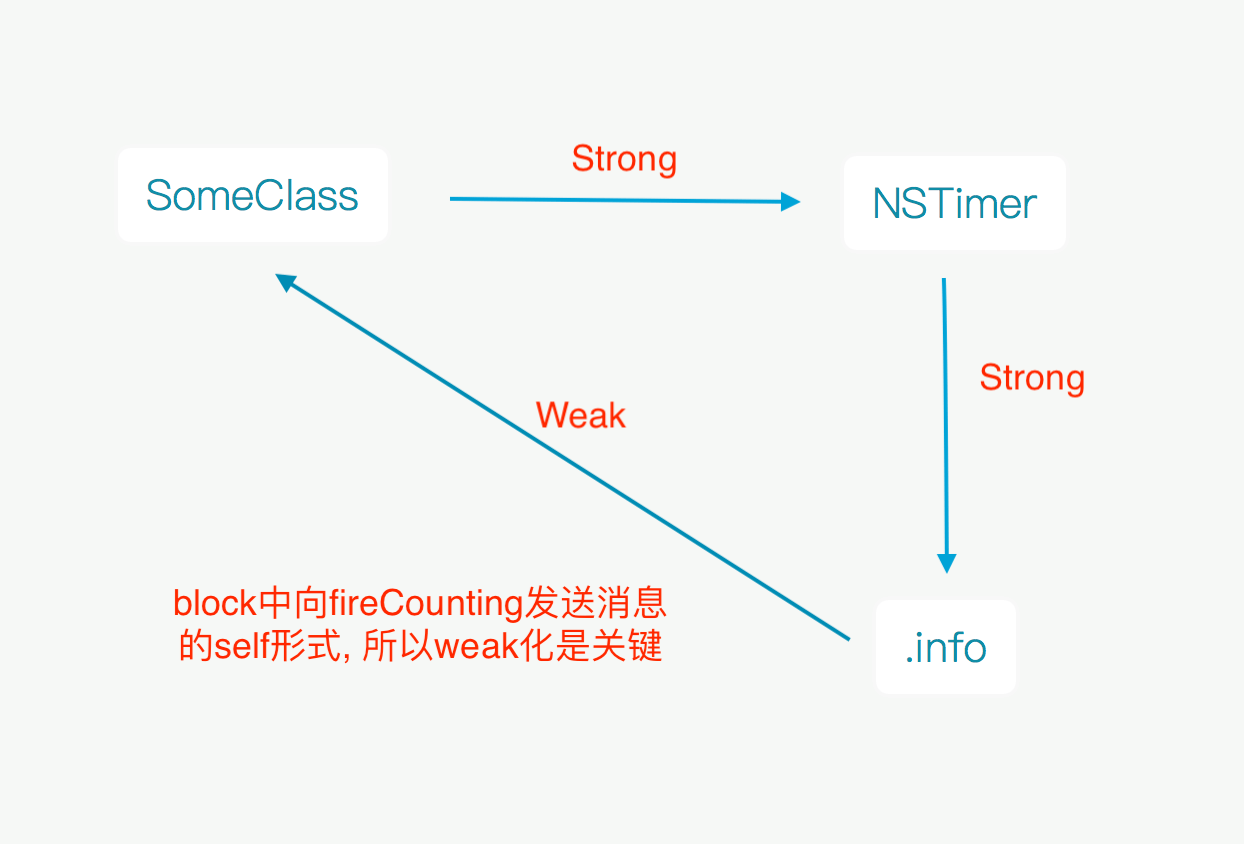 Strong
SomeClass
NSTimer
Strong
Weak
block中向fireCounting发送消息
的self形式, 所以weak化是关键
.info